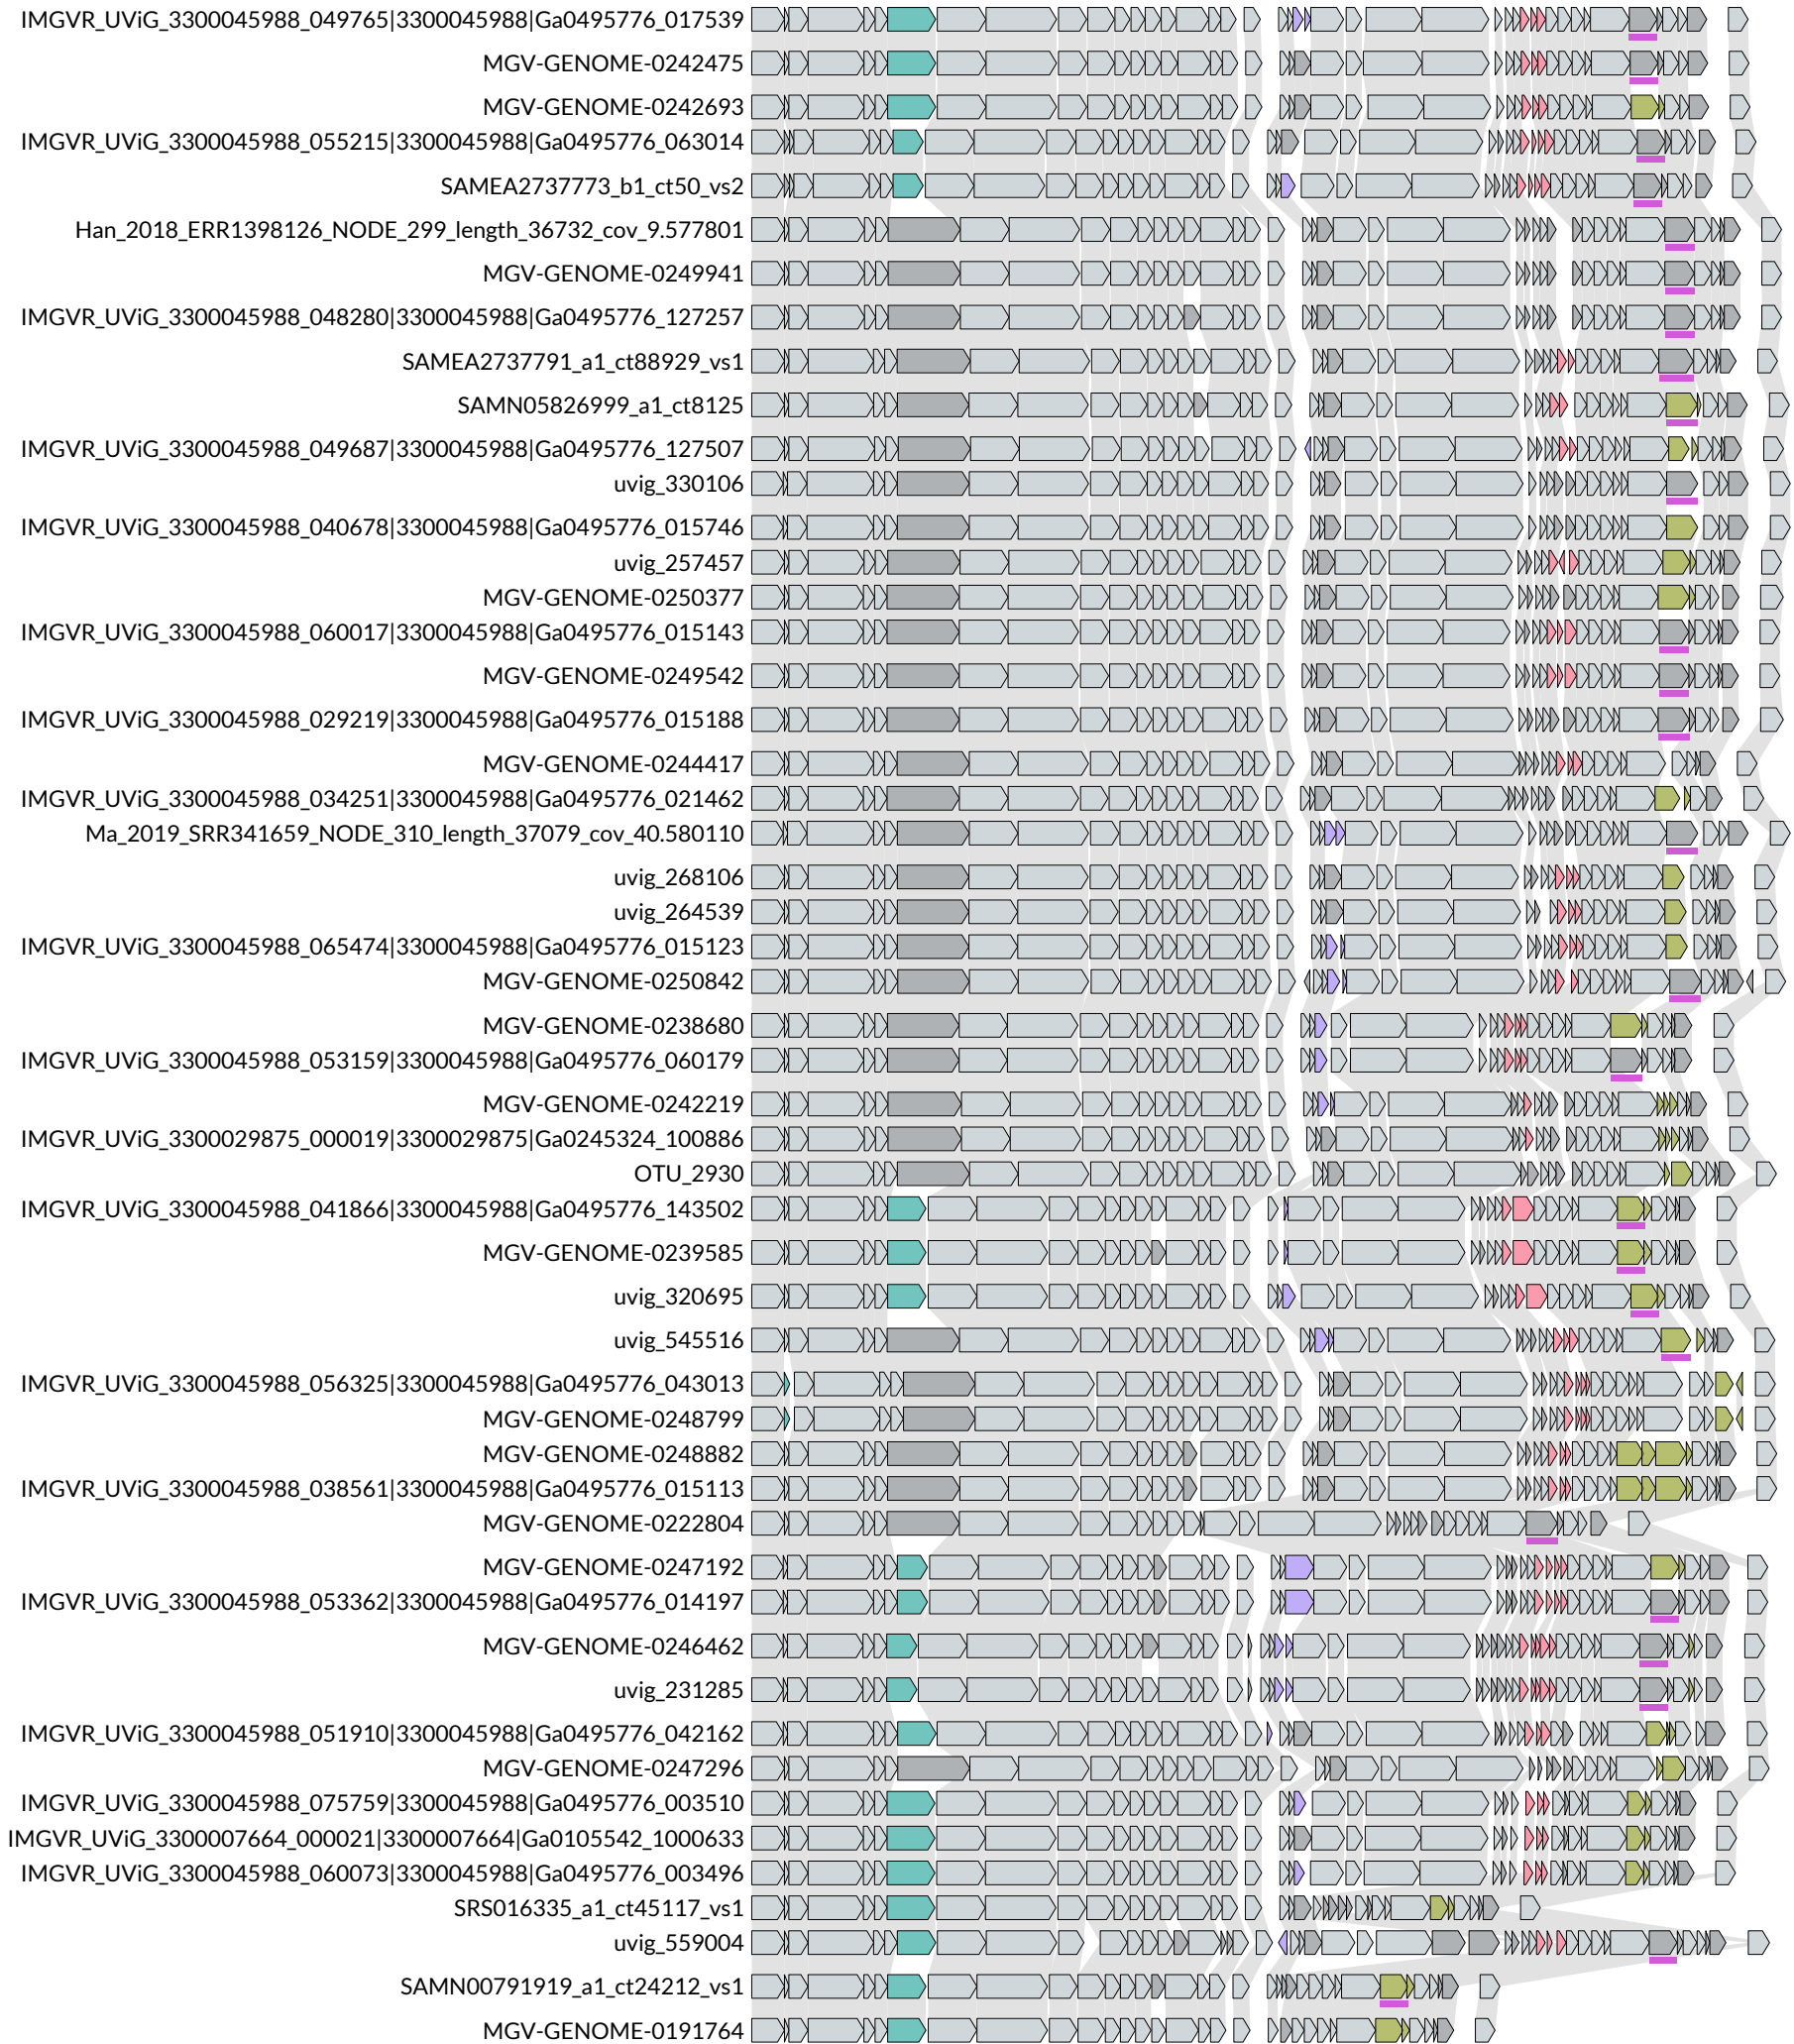 IMGVR_UViG_3300045988_049765|3300045988|Ga0495776_017539
MGV-GENOME-0242475
MGV-GENOME-0242693
IMGVR_UViG_3300045988_055215|3300045988|Ga0495776_063014
SAMEA2737773_b1_ct50_vs2
Han_2018_ERR1398126_NODE_299_length_36732_cov_9.577801
MGV-GENOME-0249941
IMGVR_UViG_3300045988_048280|3300045988|Ga0495776_127257
SAMEA2737791_a1_ct88929_vs1
SAMN05826999_a1_ct8125
IMGVR_UViG_3300045988_049687|3300045988|Ga0495776_127507
uvig_330106
IMGVR_UViG_3300045988_040678|3300045988|Ga0495776_015746
uvig_257457
MGV-GENOME-0250377
IMGVR_UViG_3300045988_060017|3300045988|Ga0495776_015143
MGV-GENOME-0249542
IMGVR_UViG_3300045988_029219|3300045988|Ga0495776_015188
MGV-GENOME-0244417
IMGVR_UViG_3300045988_034251|3300045988|Ga0495776_021462
Ma_2019_SRR341659_NODE_310_length_37079_cov_40.580110
uvig_268106
uvig_264539
IMGVR_UViG_3300045988_065474|3300045988|Ga0495776_015123
MGV-GENOME-0250842
MGV-GENOME-0238680
IMGVR_UViG_3300045988_053159|3300045988|Ga0495776_060179
MGV-GENOME-0242219
IMGVR_UViG_3300029875_000019|3300029875|Ga0245324_100886
OTU_2930
IMGVR_UViG_3300045988_041866|3300045988|Ga0495776_143502
MGV-GENOME-0239585
uvig_320695
uvig_545516
IMGVR_UViG_3300045988_056325|3300045988|Ga0495776_043013
MGV-GENOME-0248799
MGV-GENOME-0248882
IMGVR_UViG_3300045988_038561|3300045988|Ga0495776_015113
MGV-GENOME-0222804
MGV-GENOME-0247192
IMGVR_UViG_3300045988_053362|3300045988|Ga0495776_014197
MGV-GENOME-0246462
uvig_231285
IMGVR_UViG_3300045988_051910|3300045988|Ga0495776_042162
MGV-GENOME-0247296
IMGVR_UViG_3300045988_075759|3300045988|Ga0495776_003510
IMGVR_UViG_3300007664_000021|3300007664|Ga0105542_1000633
IMGVR_UViG_3300045988_060073|3300045988|Ga0495776_003496
SRS016335_a1_ct45117_vs1
uvig_559004
SAMN00791919_a1_ct24212_vs1
MGV-GENOME-0191764